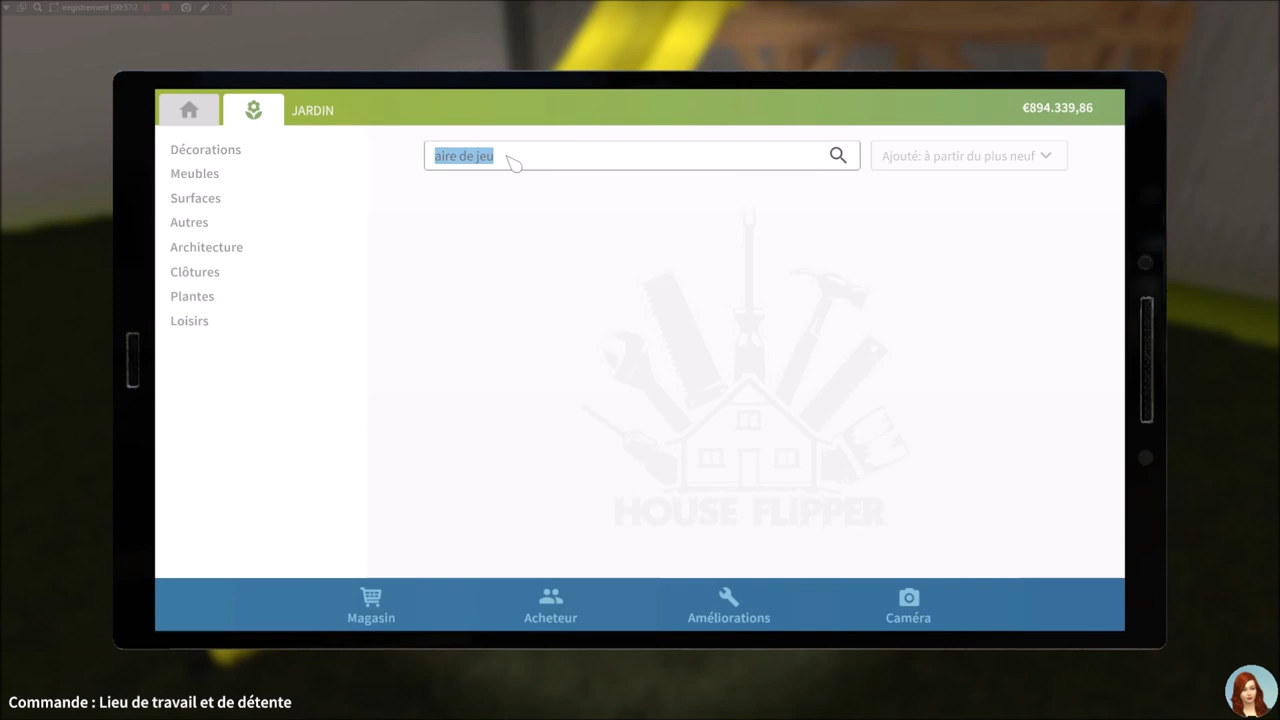 JARDIN
€894.339,86
aire de jeu
Ajouté: à partir du plus neuf
Décorations
Meubles
Surfaces
Autres
Architecture
Clôtures
Plantes
Loisirs
HOUSE FLIPPER
Magasin
Acheteur
Améliorations
Caméra
Commande : Lieu de travail et de détente